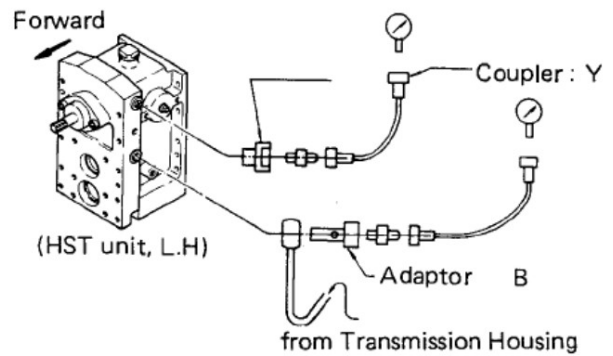 Forward
Coupler : Y
(HST unit, L.H)
Adaptor B
from Transmission Housing